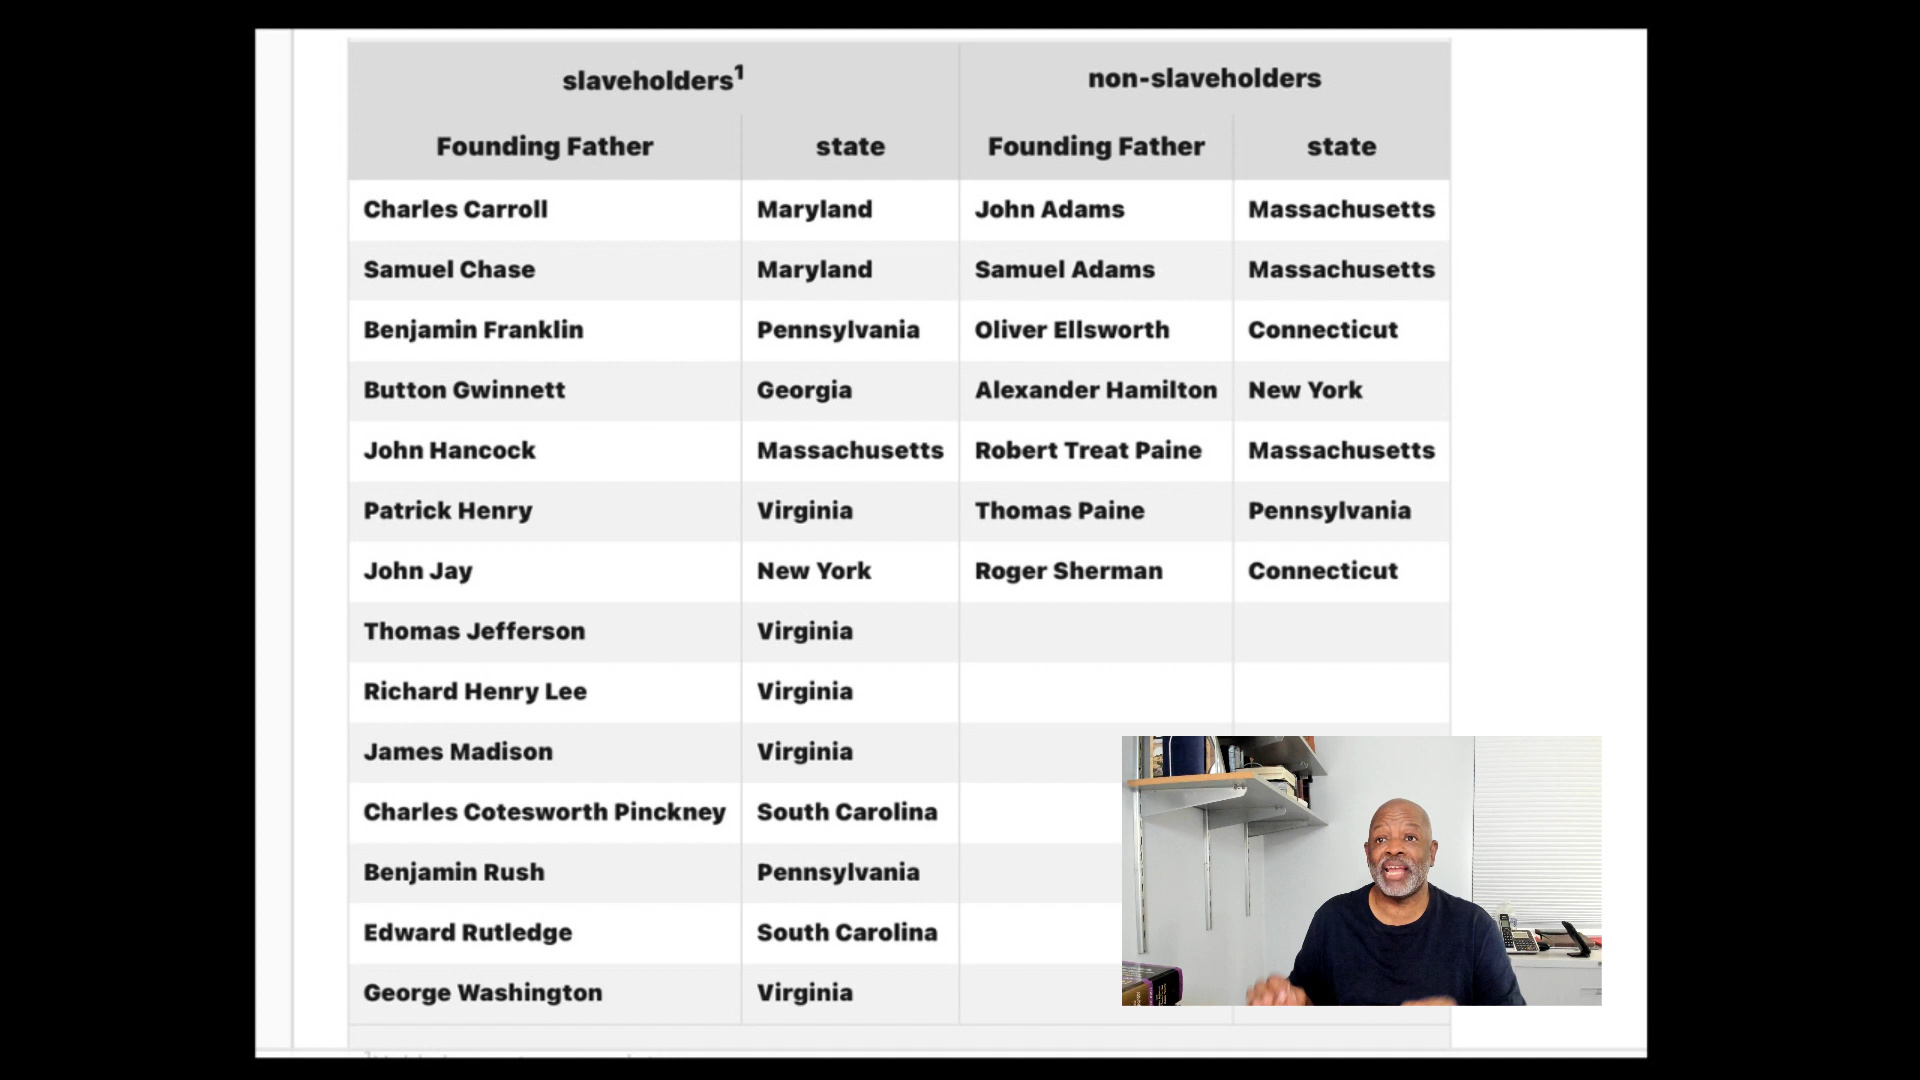 slaveholders¹ non-slaveholders
Founding Father state Founding Father state
Charles Carroll Maryland John Adams Massachusetts
Samuel Chase Maryland Samuel Adams Massachusetts
Benjamin Franklin Pennsylvania Oliver Ellsworth Connecticut
Button Gwinnett Georgia Alexander Hamilton New York
John Hancock Massachusetts Robert Treat Paine Massachusetts
Patrick Henry Virginia Thomas Paine Pennsylvania
John Jay New York Roger Sherman Connecticut
Thomas Jefferson Virginia
Richard Henry Lee Virginia
James Madison Virginia
Charles Cotesworth Pinckney South Carolina
Benjamin Rush Pennsylvania
Edward Rutledge South Carolina
George Washington Virginia